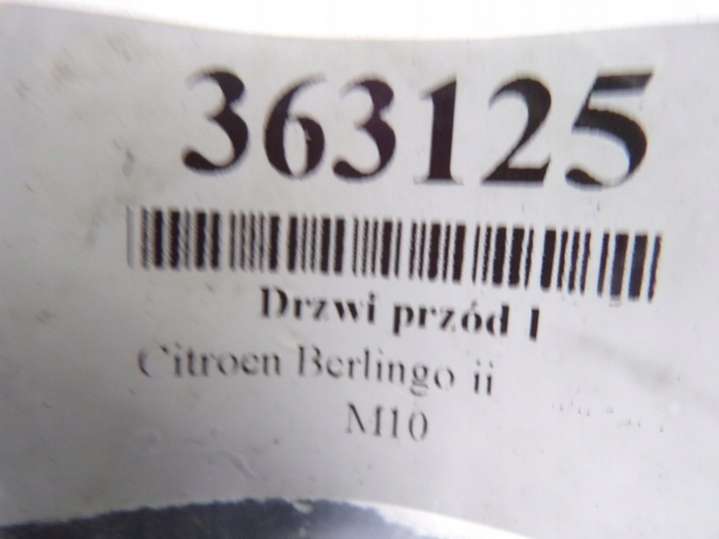 363125
Drzwi przód l
Citroen Berlingo ii
M10